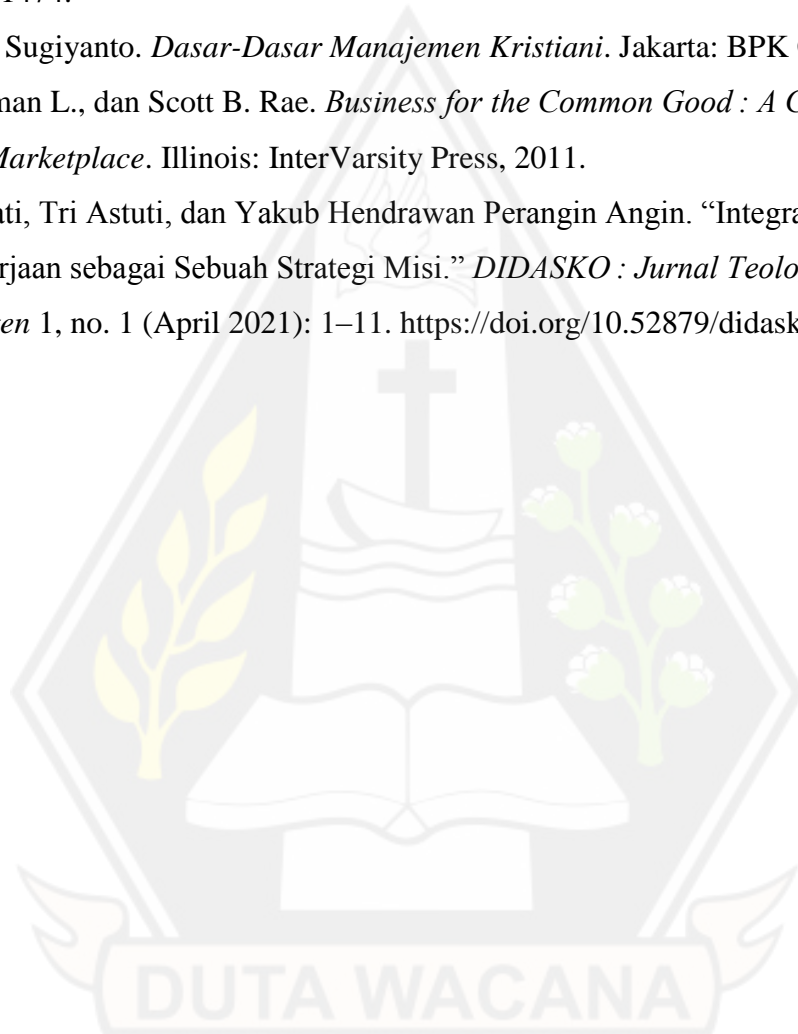 Sugiyanto. Dasar-Dasar Manajemen Kristiani. Jakarta: BPK
man L., dan Scott B. Rae. Business for the Common Good : A
Marketplace. Illinois: InterVarsity Press, 2011.
ati, Tri Astuti, dan Yakub Hendrawan Perangin Angin. “Integra
rjaan sebagai Sebuah Strategi Misi.” DIDASKO : Jurnal Teolo
en 1, no. 1 (April 2021): 1–11. https://doi.org/10.52879/didask
DUTA WACANA